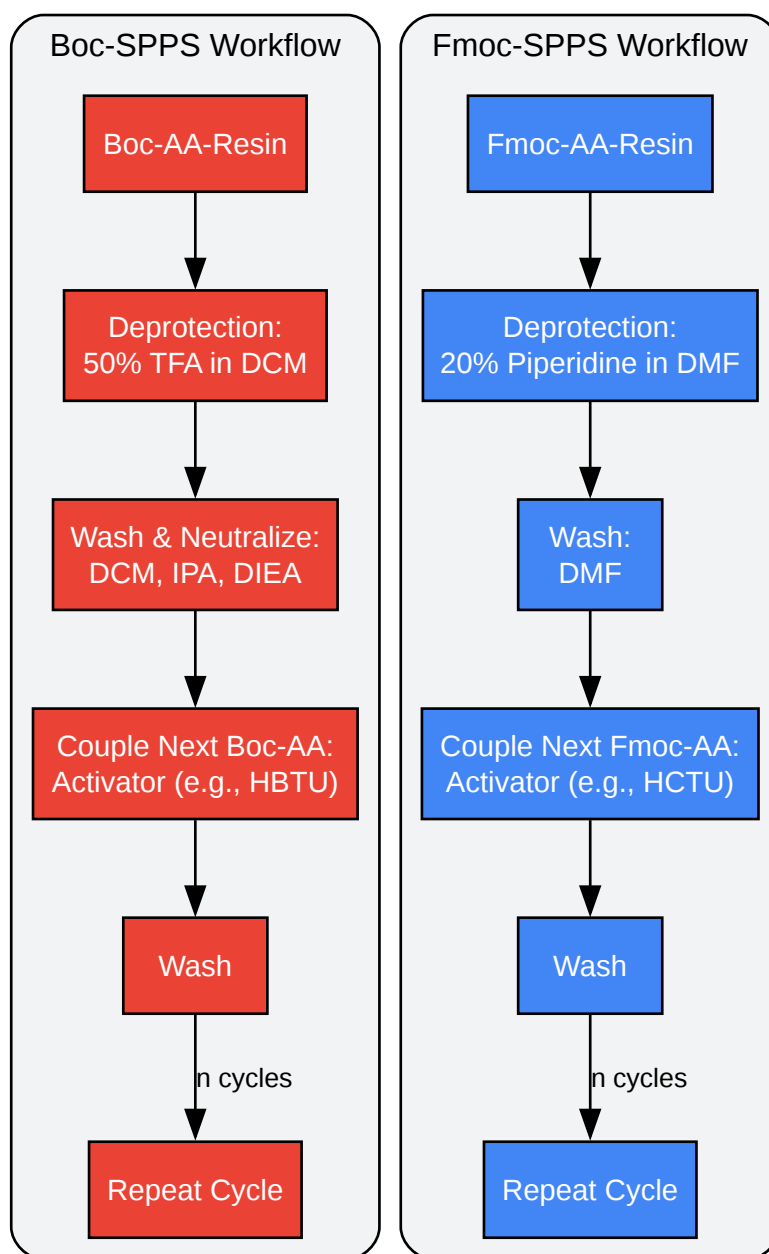 Boc-SPPS Workflow
Boc-AA-Resin
Deprotection:
50% TFA in DCM
Wash & Neutralize:
DCM, IPA, DIEA
Couple Next Boc-AA:
Activator (e.g., HBTU)
Wash
n cycles
Repeat Cycle
Fmoc-SPPS Workflow
Fmoc-AA-Resin
Deprotection:
20% Piperidine in DMF
Wash:
DMF
Couple Next Fmoc-AA:
Activator (e.g., HCTU)
Wash
n cycles
Repeat Cycle